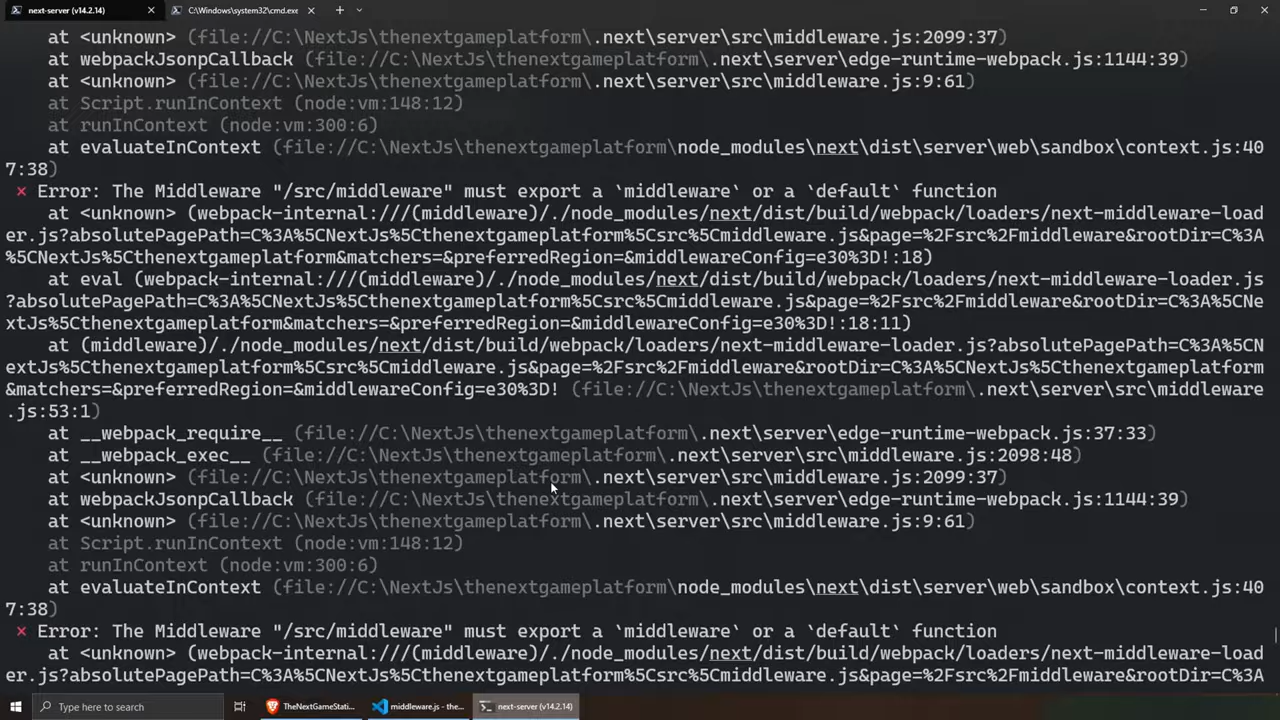 next-server (v14.2.14)
C:\Windows\system32\cmd.exe
at <unknown> (file://C:\NextJs\thenextgameplatform\.next\server\src\middleware.js:2099:37)
at webpackJsonpCallback (file://C:\NextJs\thenextgameplatform\.next\server\edge-runtime-webpack.js:1144:39)
at <unknown> (file://C:\NextJs\thenextgameplatform\.next\server\src\middleware.js:9:61)
at Script.runInContext (node:vm:148:12)
at runInContext (node:vm:300:6)
at evaluateInContext (file://C:\NextJs\thenextgameplatform\node_modules\next\dist\server\web\sandbox\context.js:40
7:38)
⨯ Error: The Middleware "/src/middleware" must export a `middleware` or a `default` function
at <unknown> (webpack-internal:///(middleware)/./node_modules/next/dist/build/webpack/loaders/next-middleware-load
er.js?absolutePagePath=C%3A%5CNextJs%5Cthenextgameplatform%5Csrc%5Cmiddleware.js&page=%2Fsrc%2Fmiddleware&rootDir=C%3A
%5CNextJs%5Cthenextgameplatform&matchers=&preferredRegion=&middlewareConfig=e30%3D!:18)
at eval (webpack-internal:///(middleware)/./node_modules/next/dist/build/webpack/loaders/next-middleware-loader.js
?absolutePagePath=C%3A%5CNextJs%5Cthenextgameplatform%5Csrc%5Cmiddleware.js&page=%2Fsrc%2Fmiddleware&rootDir=C%3A%5CNe
xtJs%5Cthenextgameplatform&matchers=&preferredRegion=&middlewareConfig=e30%3D!:18:11)
at (middleware)/./node_modules/next/dist/build/webpack/loaders/next-middleware-loader.js?absolutePagePath=C%3A%5CN
extJs%5Cthenextgameplatform%5Csrc%5Cmiddleware.js&page=%2Fsrc%2Fmiddleware&rootDir=C%3A%5CNextJs%5Cthenextgameplatform
&matchers=&preferredRegion=&middlewareConfig=e30%3D! (file://C:\NextJs\thenextgameplatform\.next\server\src\middleware
.js:53:1)
at __webpack_require__ (file://C:\NextJs\thenextgameplatform\.next\server\edge-runtime-webpack.js:37:33)
at __webpack_exec__ (file://C:\NextJs\thenextgameplatform\.next\server\src\middleware.js:2098:48)
at <unknown> (file://C:\NextJs\thenextgameplatform\.next\server\src\middleware.js:2099:37)
at webpackJsonpCallback (file://C:\NextJs\thenextgameplatform\.next\server\edge-runtime-webpack.js:1144:39)
at <unknown> (file://C:\NextJs\thenextgameplatform\.next\server\src\middleware.js:9:61)
at Script.runInContext (node:vm:148:12)
at runInContext (node:vm:300:6)
at evaluateInContext (file://C:\NextJs\thenextgameplatform\node_modules\next\dist\server\web\sandbox\context.js:40
7:38)
⨯ Error: The Middleware "/src/middleware" must export a `middleware` or a `default` function
at <unknown> (webpack-internal:///(middleware)/./node_modules/next/dist/build/webpack/loaders/next-middleware-load
er.js?absolutePagePath=C%3A%5CNextJs%5Cthenextgameplatform%5Csrc%5Cmiddleware.js&page=%2Fsrc%2Fmiddleware&rootDir=C%3A
Type here to search
TheNextGameStati...
middleware.js - the...
next-server (v14.2.14)